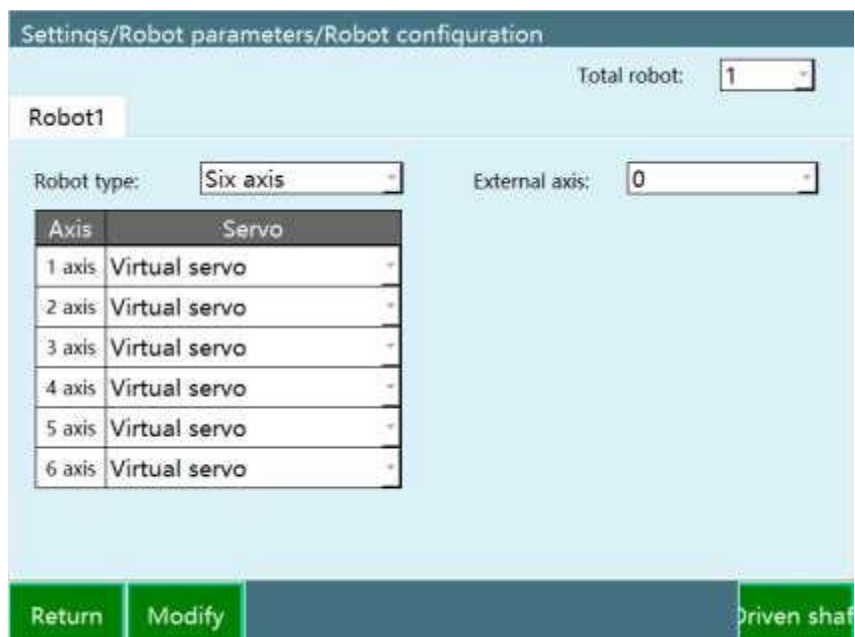 Settings/Robot parameters/Robot configuration
Total robot: 1
Robot1
Robot type: Six axis External axis: 0
Axis Servo
1 axis Virtual servo
2 axis Virtual servo
3 axis Virtual servo
4 axis Virtual servo
5 axis Virtual servo
6 axis Virtual servo
Return Modify Driven shaf